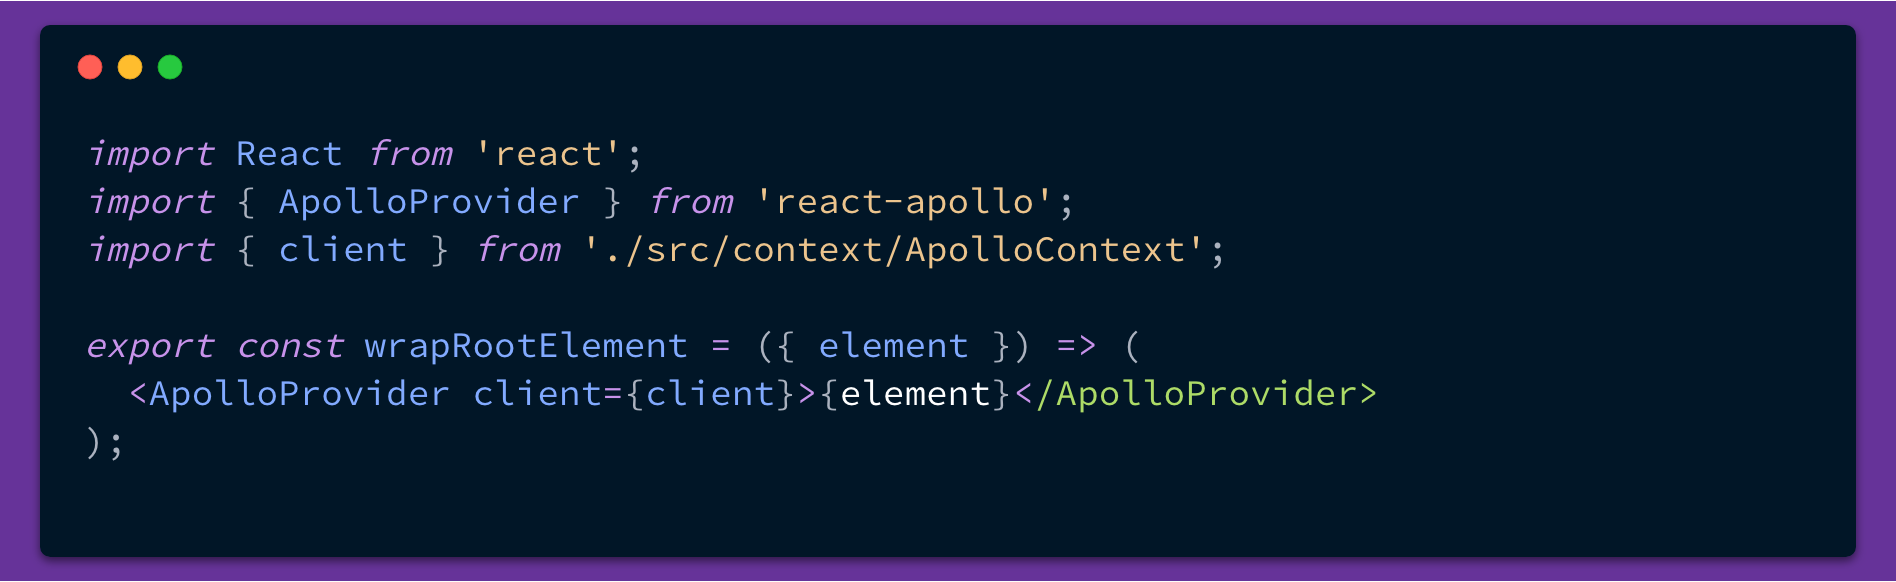 import React from 'react';
import { ApolloProvider } from 'react-apollo';
import { client } from './src/context/ApolloContext';

export const wrapRootElement = ({ element }) => (
  <ApolloProvider client={client}>{element}</ApolloProvider>
);